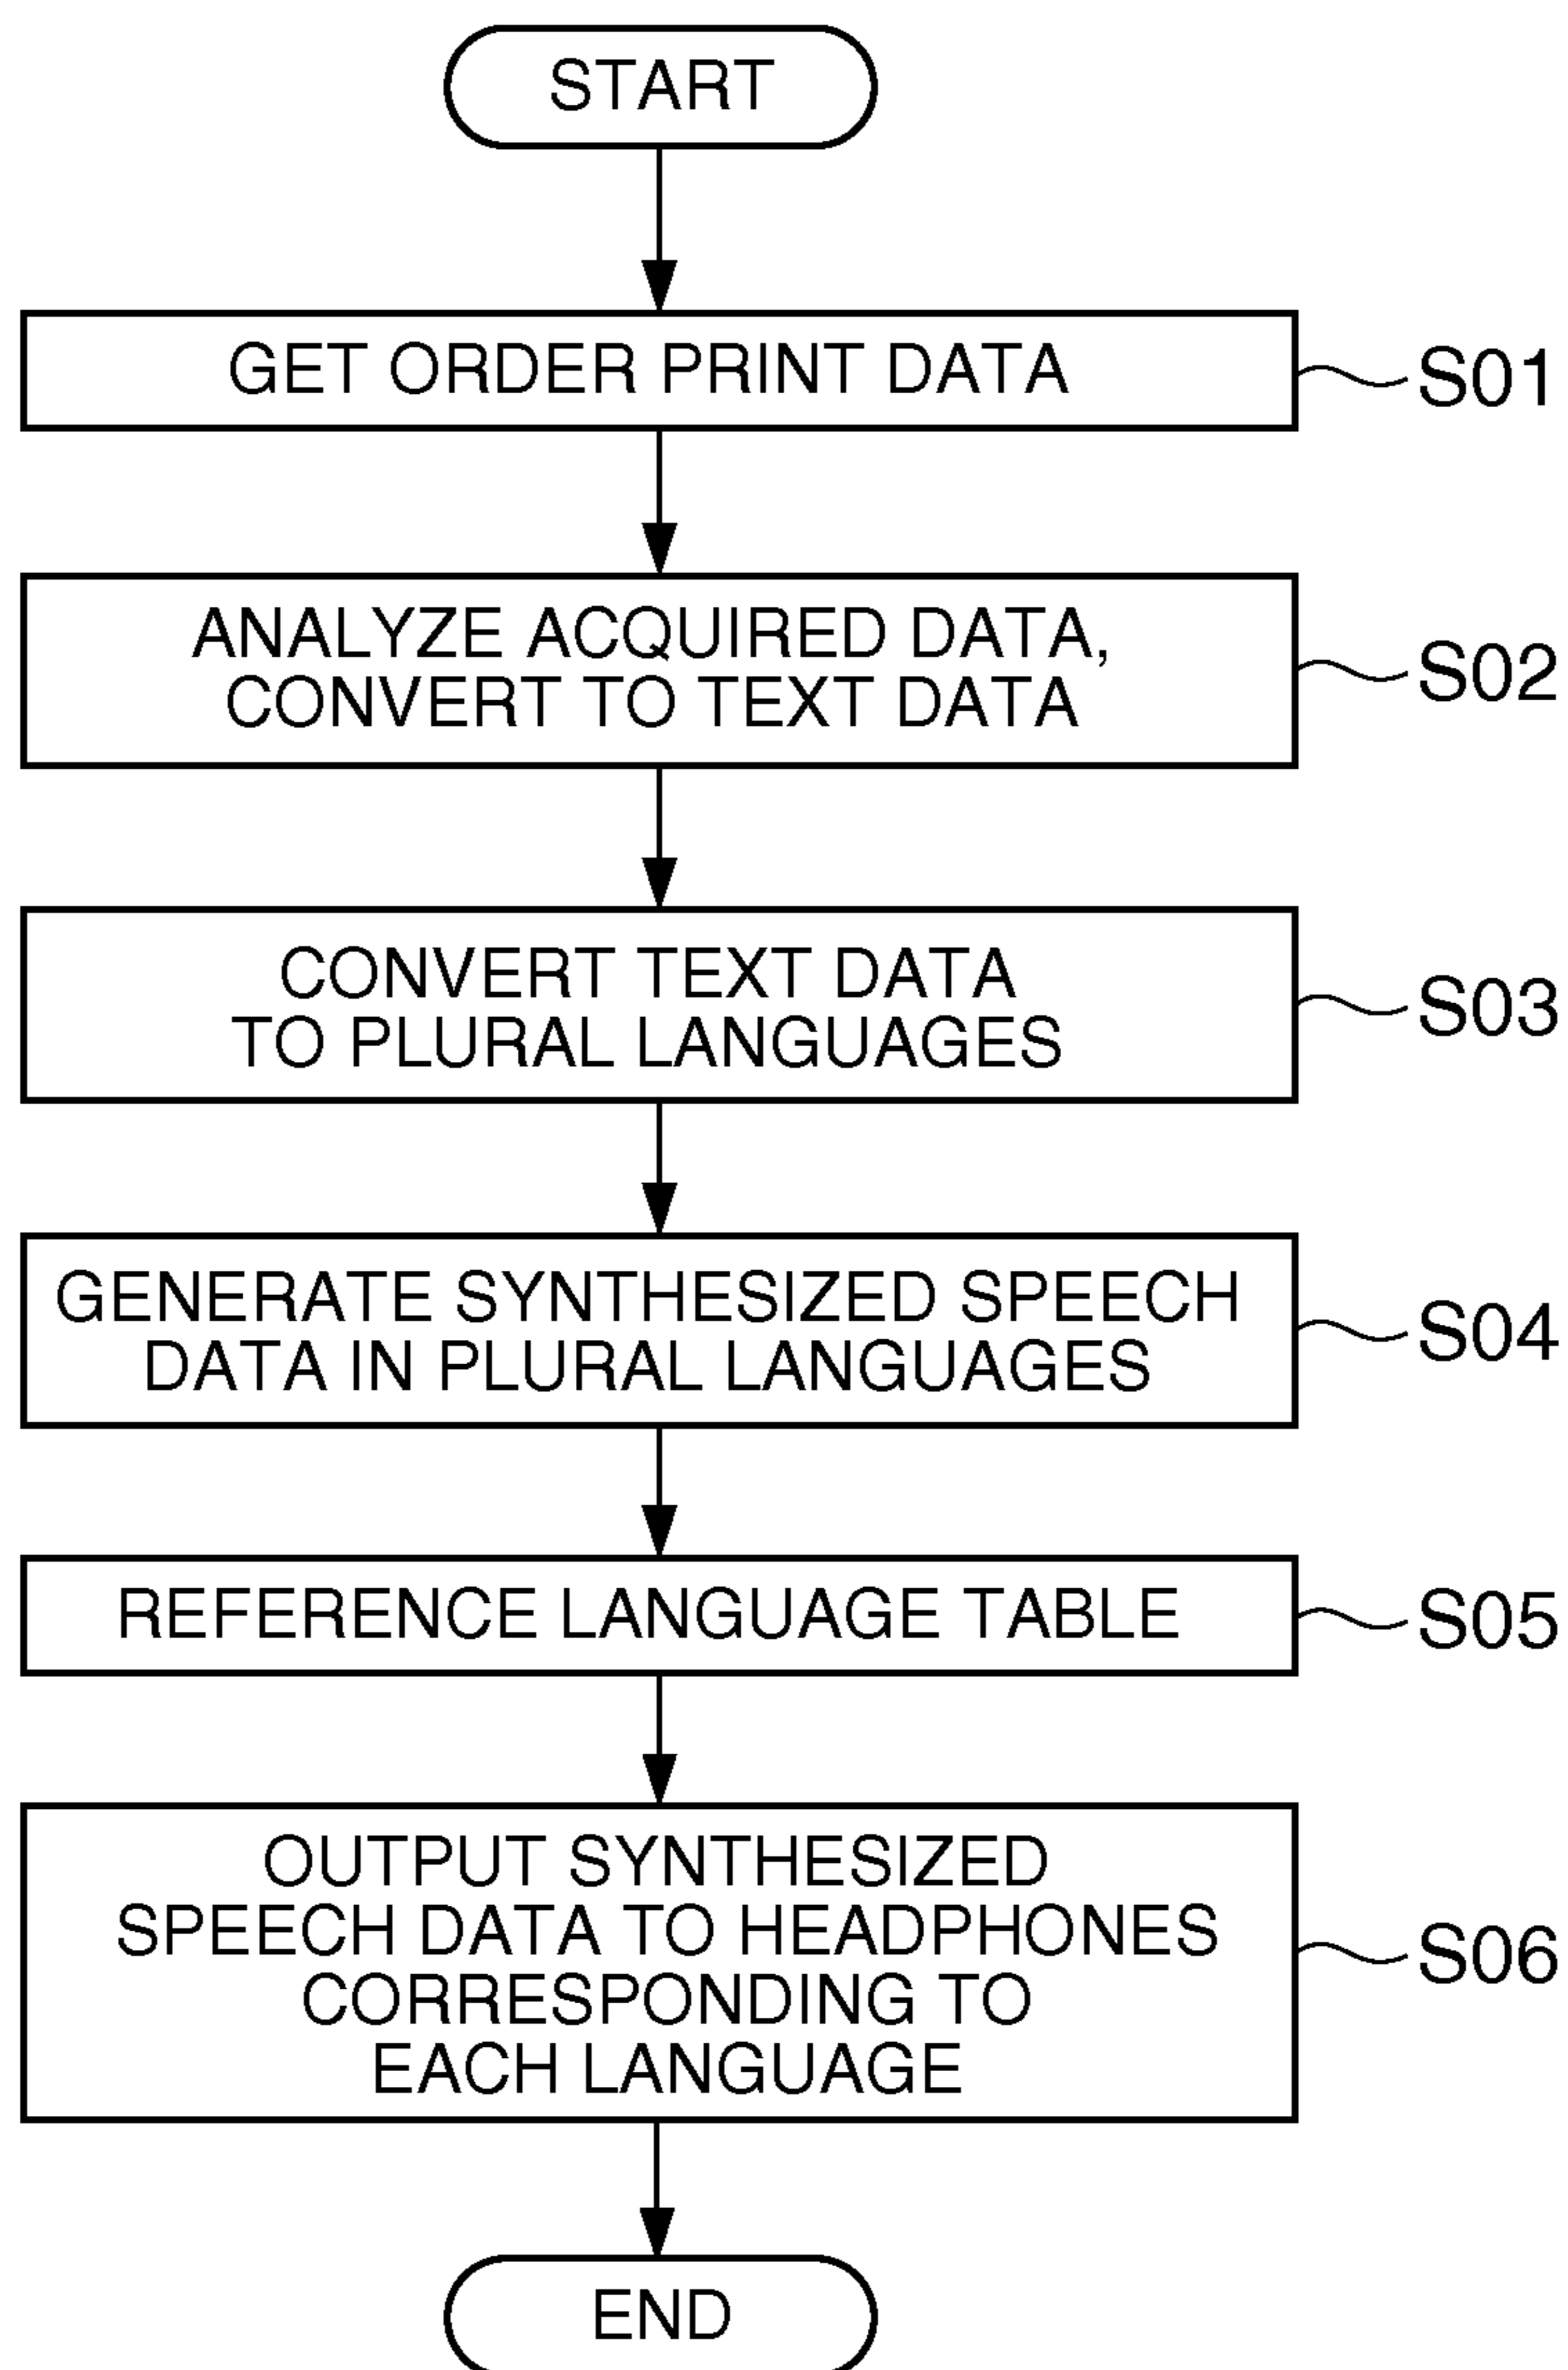 START
GET ORDER PRINT DATA
S01
ANALYZE ACQUIRED DATA,
CONVERT TO TEXT DATA
S02
CONVERT TEXT DATA
TO PLURAL LANGUAGES
S03
GENERATE SYNTHESIZED SPEECH
DATA IN PLURAL LANGUAGES
S04
REFERENCE LANGUAGE TABLE
S05
OUTPUT SYNTHESIZED
SPEECH DATA TO HEADPHONES
CORRESPONDING TO
EACH LANGUAGE
S06
END